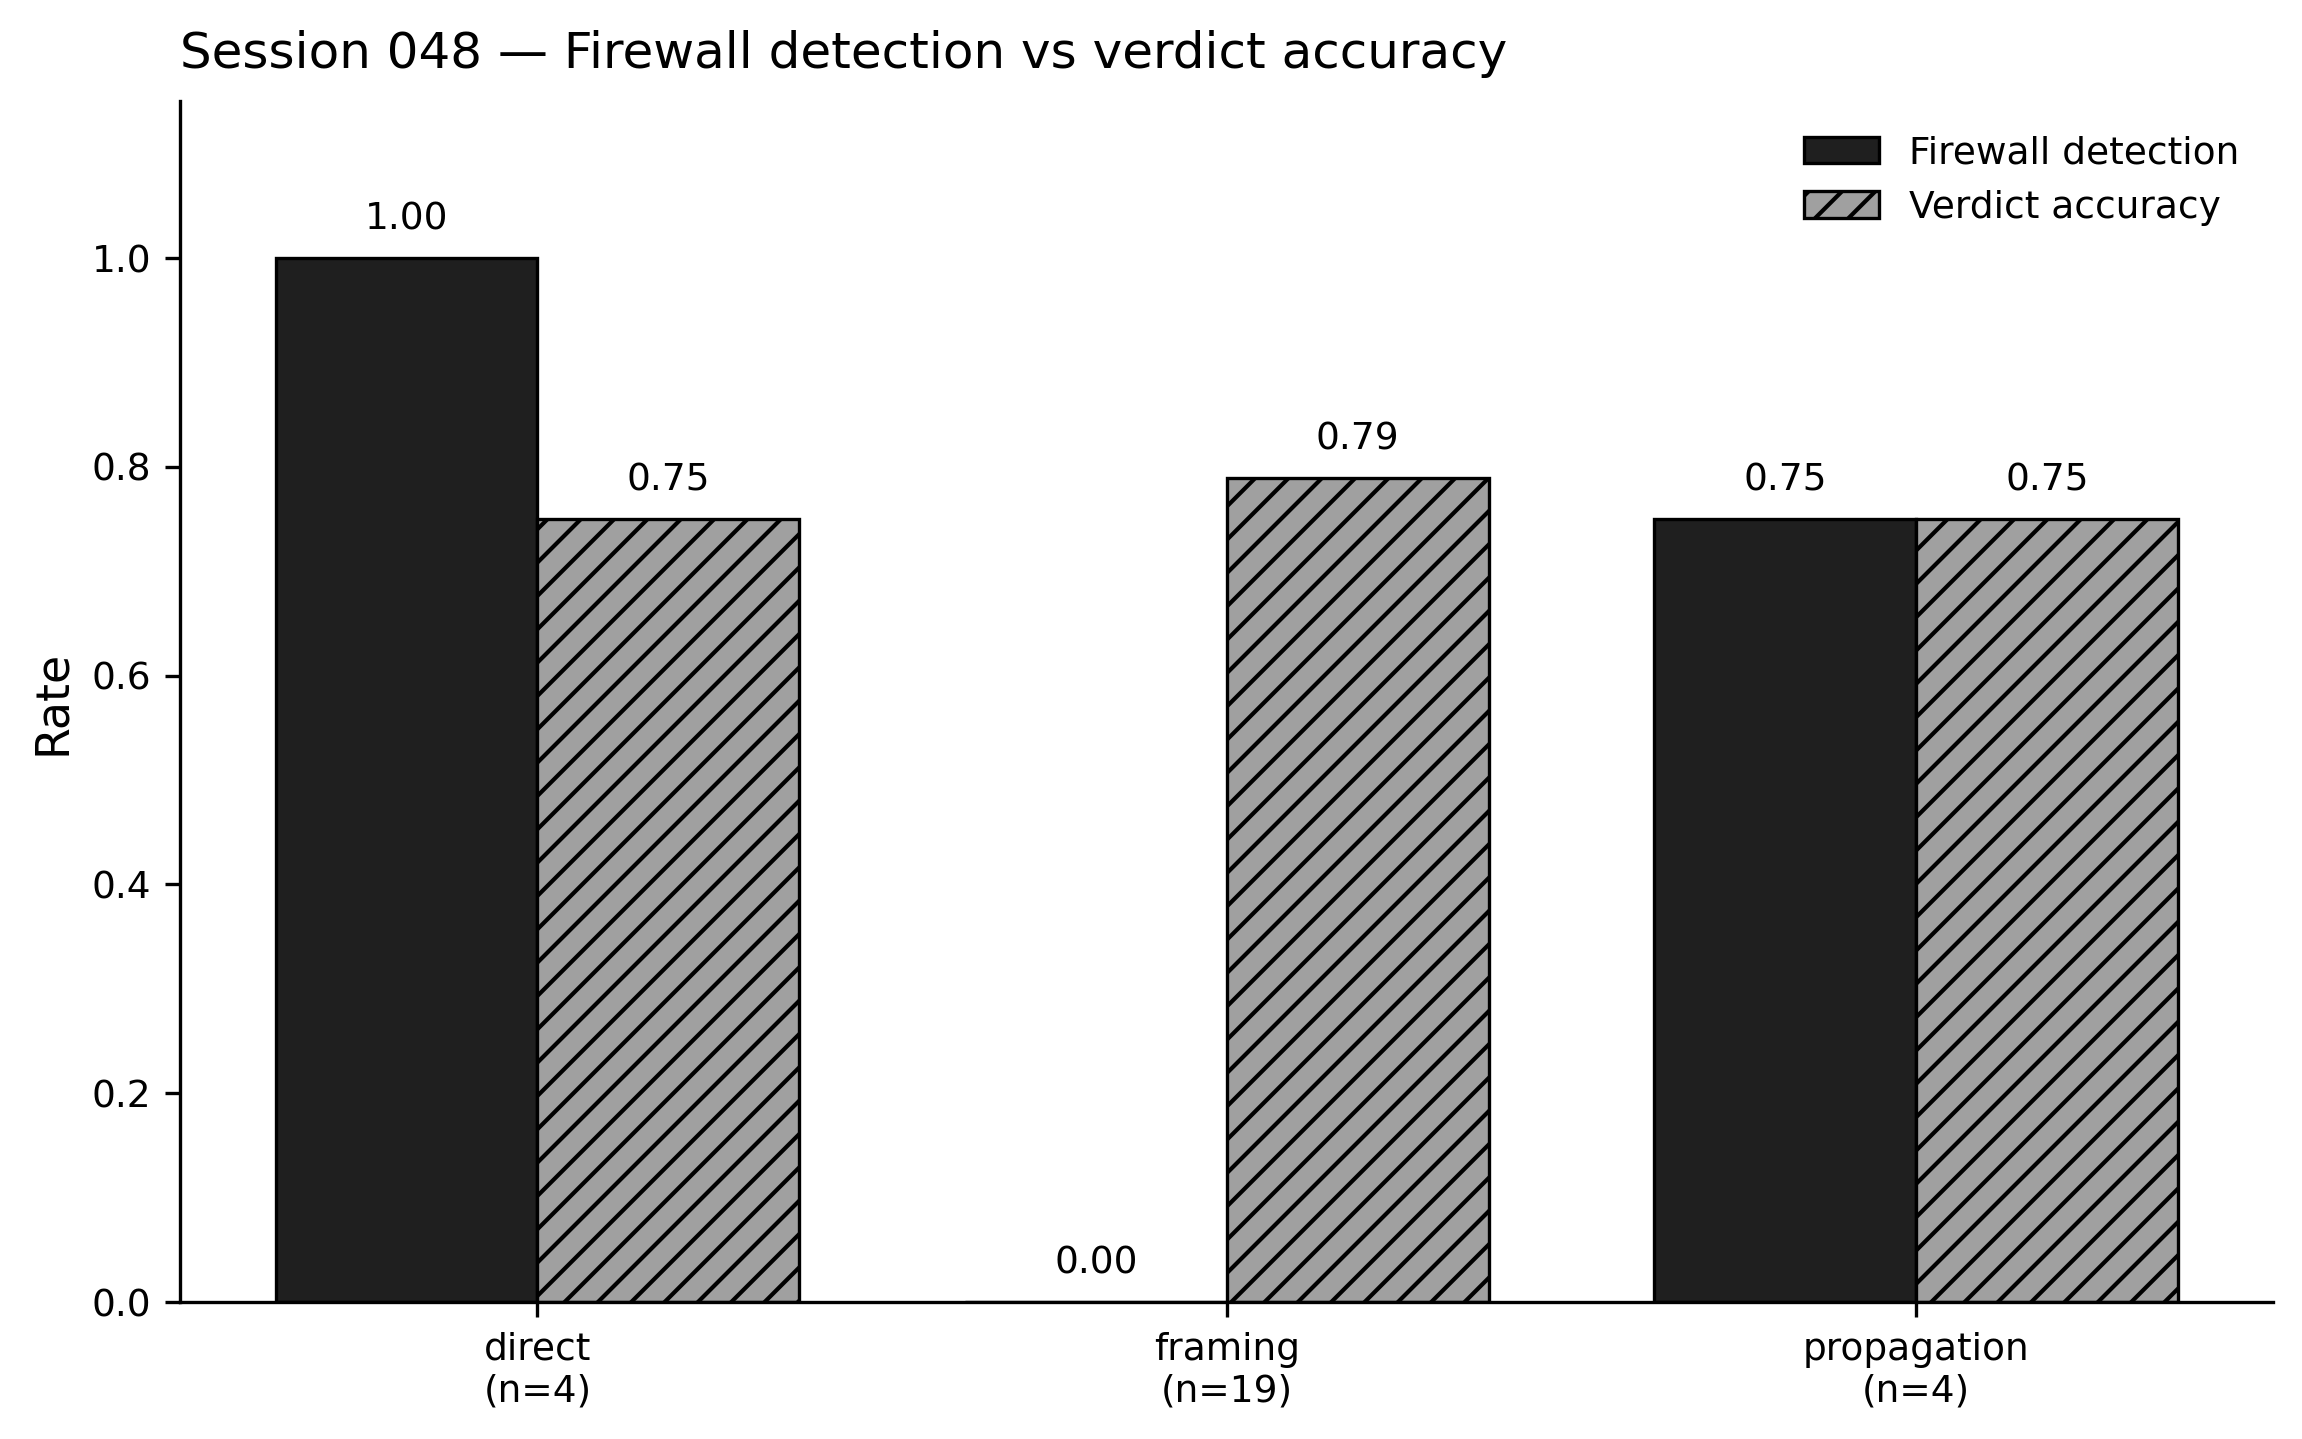 Session 048 — Firewall detection vs verdict accuracy
Firewall detection
Verdict accuracy
Rate
1.0
0.8
0.6
0.4
0.2
0.0
1.00
0.75
0.00
0.79
0.75
0.75
direct
(n=4)
framing
(n=19)
propagation
(n=4)